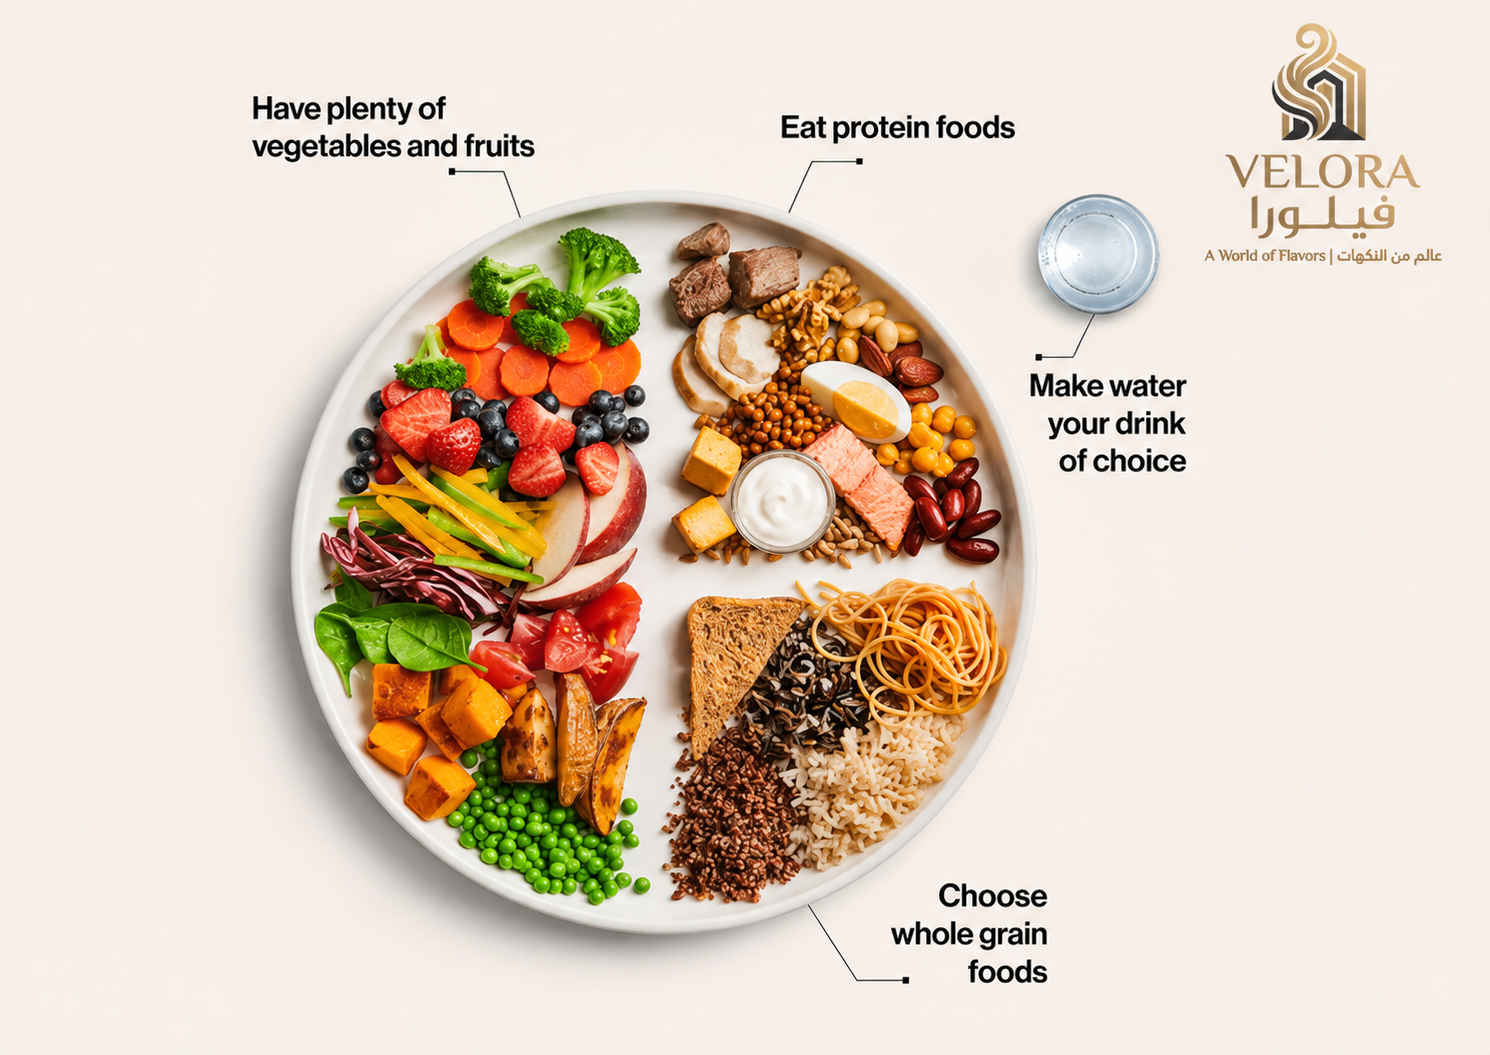 Have plenty of
vegetables and fruits
Eat protein foods
VELORA
فيلورا
A World of Flavors | عالم من النكهات
Make water
your drink
of choice
Choose
whole grain
foods